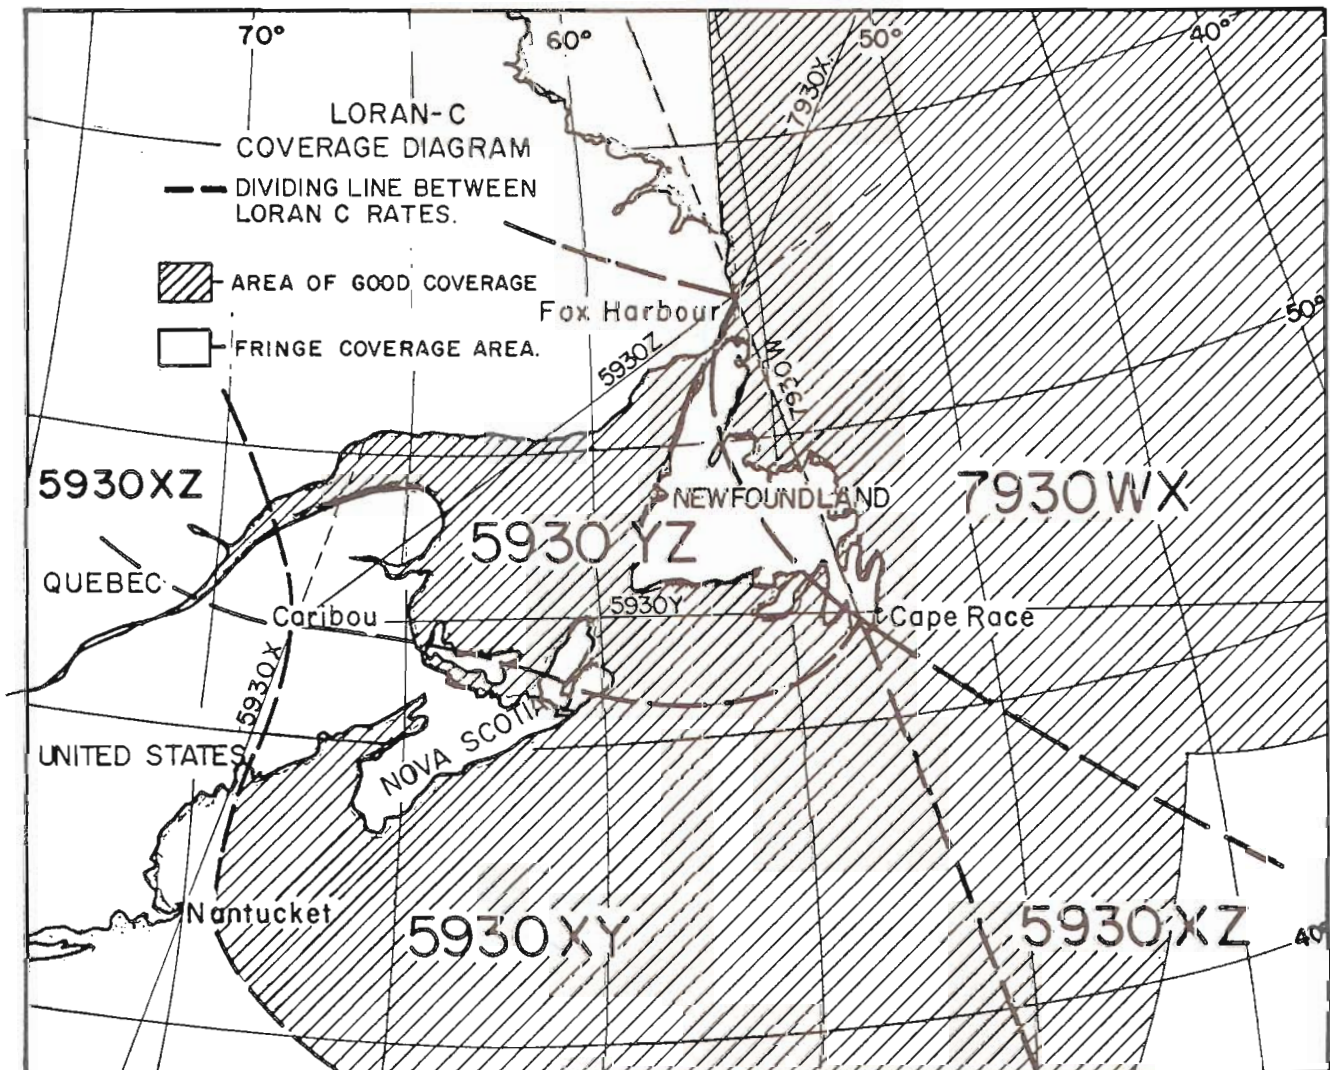 70°
60°
50°
40°
LORAN-C
COVERAGE DIAGRAM
DIVIDING LINE BETWEEN
LORAN C RATES.
AREA OF GOOD COVERAGE
FRINGE COVERAGE AREA.
7930X
50°
Fox Harbour
5930Z
7930W
5930XZ
NEWFOUNDLAND
7930WX
5930YZ
QUEBEC
5930Y
Caribou
Cape Race
5930X
UNITED STATES
NOVA SCOTIA
Nantucket
5930XY
5930XZ
40°